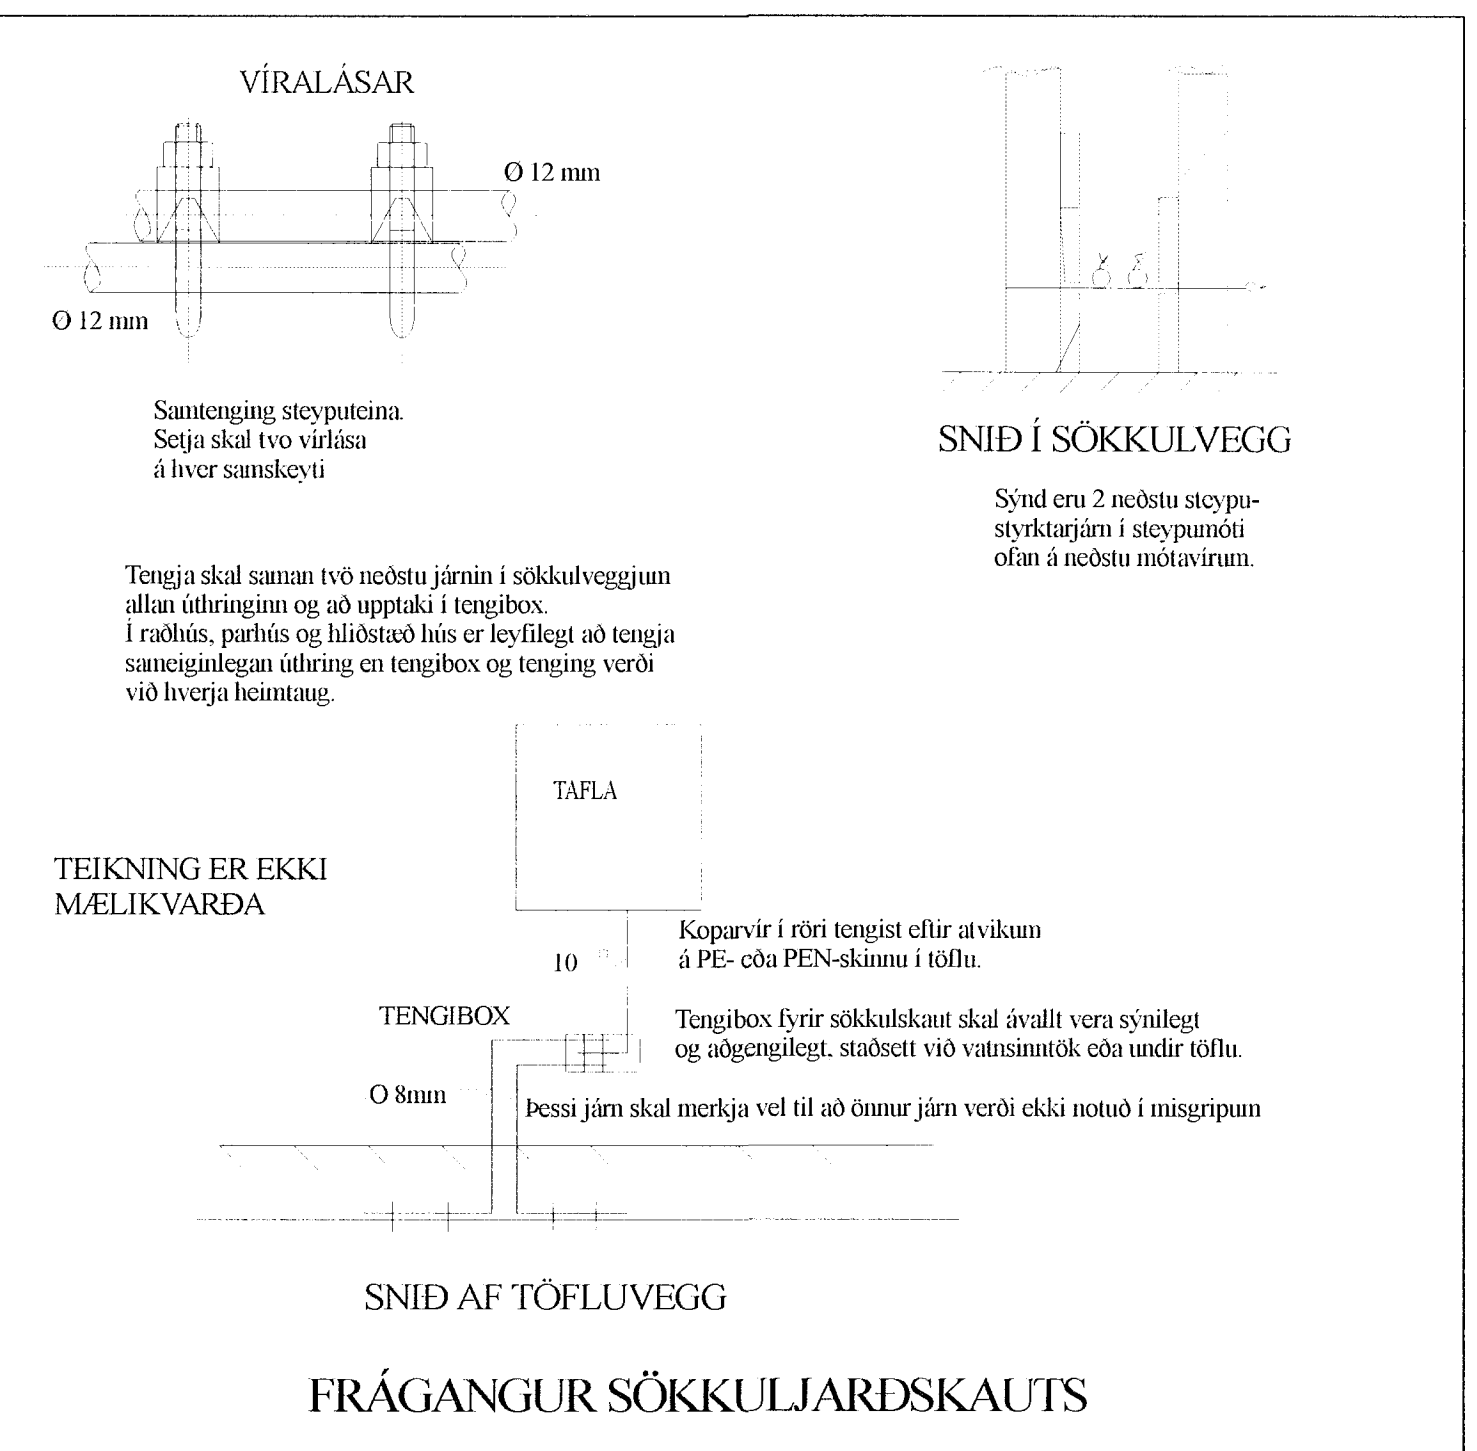 VÍRALÁSAR
Ø 12 mm
Ø 12 mm
Samtenging steyputeina.
Setja skal tvo vírlása
á hver samskeyti
SNIÐ Í SÖKKULVEGG
Sýnd eru 2 neðstu steypu-
styrktarjárn í steypumóti
ofan á neðstu mótavírum.
Tengja skal saman tvö neðstu járnin í sökkulveggjum
allan úthringinn og að upptaki í tengibox.
Í raðhús, parhús og hliðstæð hús er leyfilegt að tengja
sameiginlegan úthring en tengibox og tenging verði
við hverja heimtaug.
TAFLA
TEIKNING ER EKKI
MÆLIKVARÐA
Koparvír í röri tengist eftir atvikum
á PE- eða PEN-skinnu í töflu.
10
TENGIBOX
Tengibox fyrir sökkulskaut skal ávallt vera sýnilegt
og aðgengilegt, staðsett við vatnsinntök eða undir töflu.
O 8mm
Þessi járn skal merkja vel til að önnur járn verði ekki notuð í misgripum
SNIÐ AF TÖFLUVEGG
FRÁGANGUR SÖKKULJARÐSKAUTS